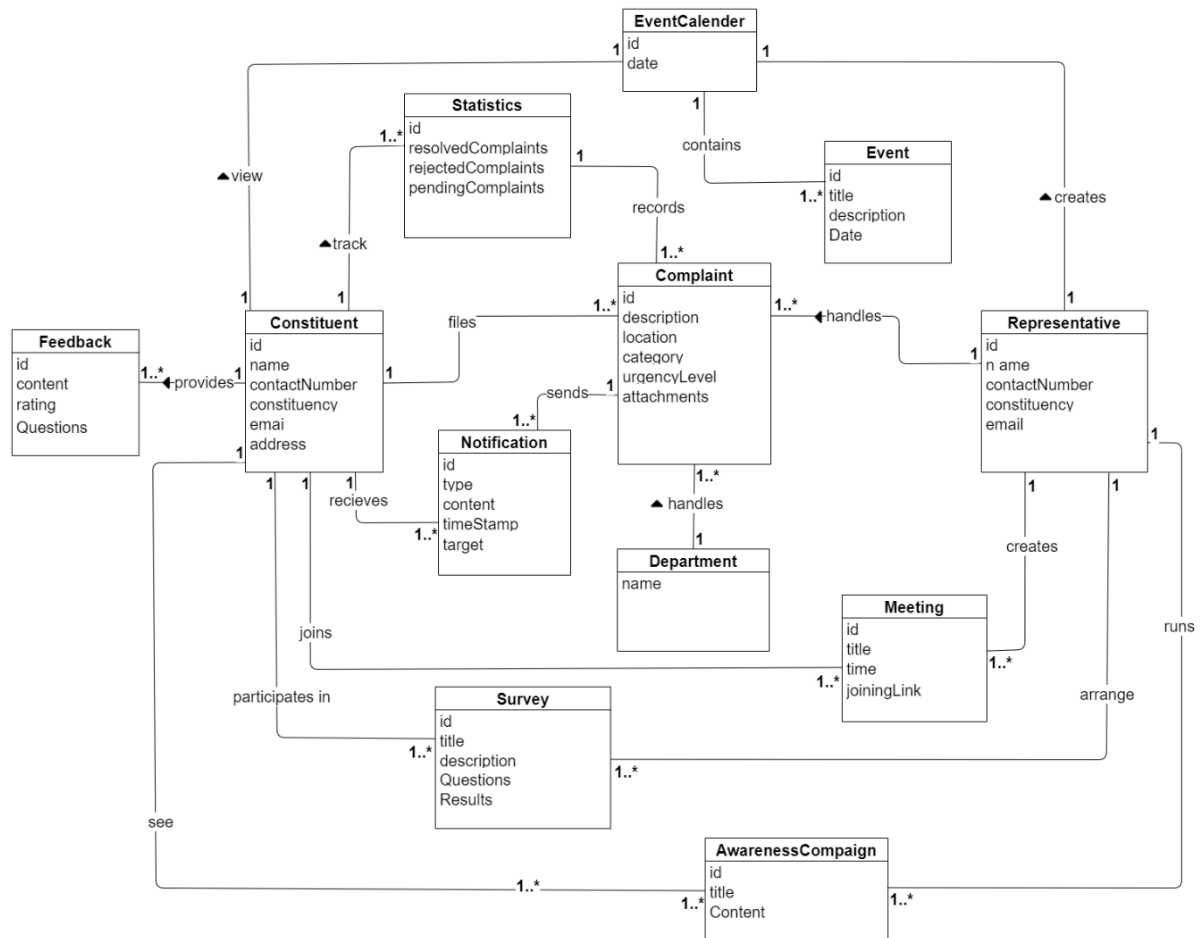 EventCalender
id
date
1
1
1
contains
1..*
Event
id
title
description
Date
Statistics
id
resolvedComplaints
rejectedComplaints
pendingComplaints
1..*
1
records
1..*
view
track
creates
1
1
1
Complaint
id
description
location
category
urgencyLevel
attachments
1..*
files
1
1..*
handles
1
Constituent
id
name
contactNumber
constituency
emai
address
Feedback
id
content
rating
Questions
1..*
provides
1
Representative
id
n ame
contactNumber
constituency
email
1
sends
1..*
Notification
id
type
content
timeStamp
target
1
recieves
1..*
1..*
handles
1
Department
name
1
1
1
1
1
1
creates
Meeting
id
title
time
joiningLink
1..*
1..*
joins
runs
arrange
participates in
Survey
id
title
description
Questions
Results
1..*
1..*
see
AwarenessCompaign
id
title
Content
1..*
1..*
1..*